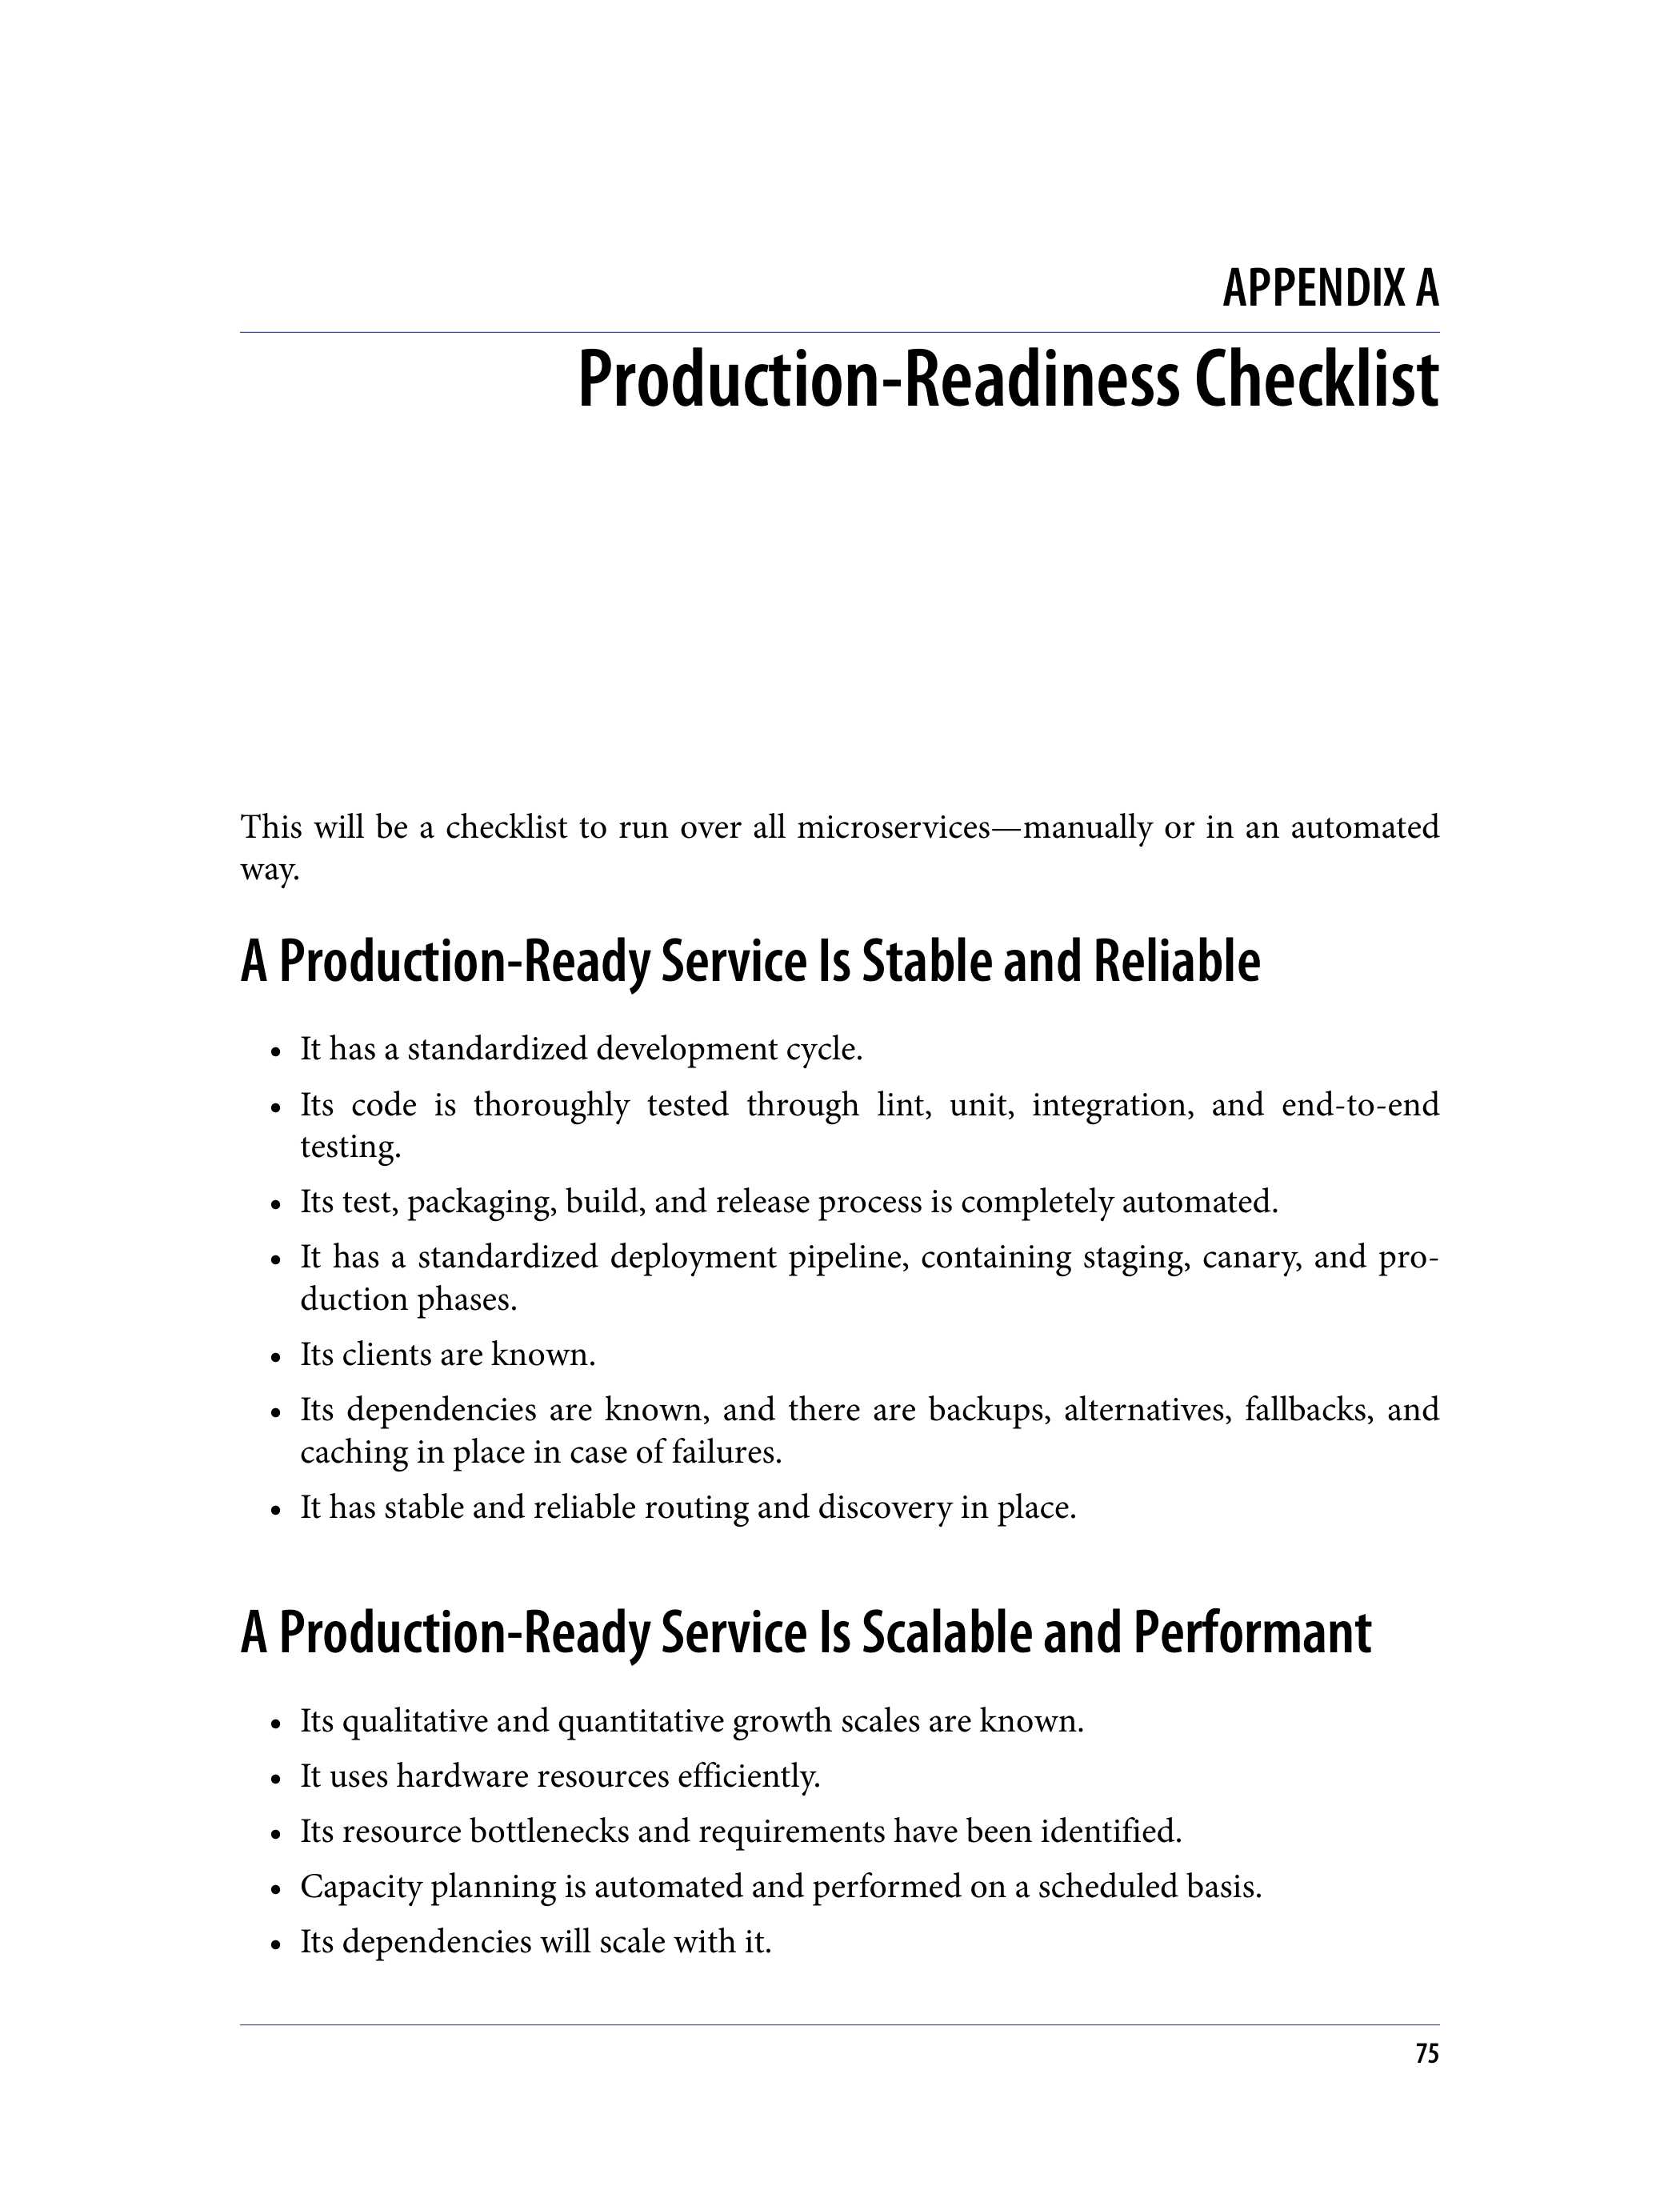 APPENDIX A
Production-Readiness Checklist
This will be a checklist to run over all microservices—manually or in an automated
way.
A Production-Ready Service Is Stable and Reliable
• It has a standardized development cycle.
• Its code is thoroughly tested through lint, unit, integration, and end-to-end
testing.
• Its test, packaging, build, and release process is completely automated.
• It has a standardized deployment pipeline, containing staging, canary, and pro-
duction phases.
• Its clients are known.
• Its dependencies are known, and there are backups, alternatives, fallbacks, and
caching in place in case of failures.
• It has stable and reliable routing and discovery in place.
A Production-Ready Service Is Scalable and Performant
• Its qualitative and quantitative growth scales are known.
• It uses hardware resources efficiently.
• Its resource bottlenecks and requirements have been identified.
• Capacity planning is automated and performed on a scheduled basis.
• Its dependencies will scale with it.
75